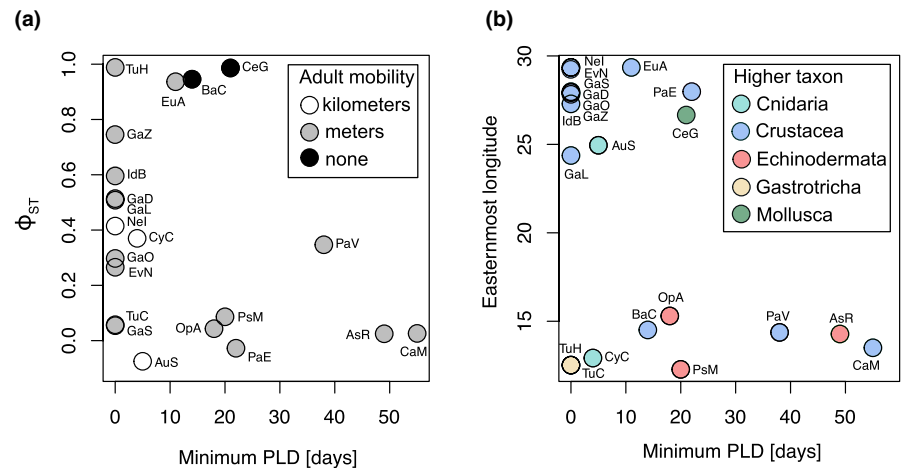 (a)
1.0
0.8
0.6
0.4
0.2
0.0
ΦST
0 10 20 30 40 50
Minimum PLD [days]
Adult mobility
kilometers
meters
none
TuH
CeG
BaC
EuA
GaZ
IdB
GaD
GaL
NeI
CyC
PaV
GaO
EvN
TuC
GaS
PsM
OpA
PaE
AsR
CaM
AuS
(b)
30
25
20
15
Easternmost longitude
0 10 20 30 40 50
Minimum PLD [days]
Higher taxon
Cnidaria
Crustacea
Echinodermata
Gastrotricha
Mollusca
NeI
EvN
GaS
GaD
GaO
GaZ
IdB
EuA
PaE
CeG
AuS
GaL
OpA
BaC
PaV
AsR
CaM
TuH
CyC
TuC
PsM